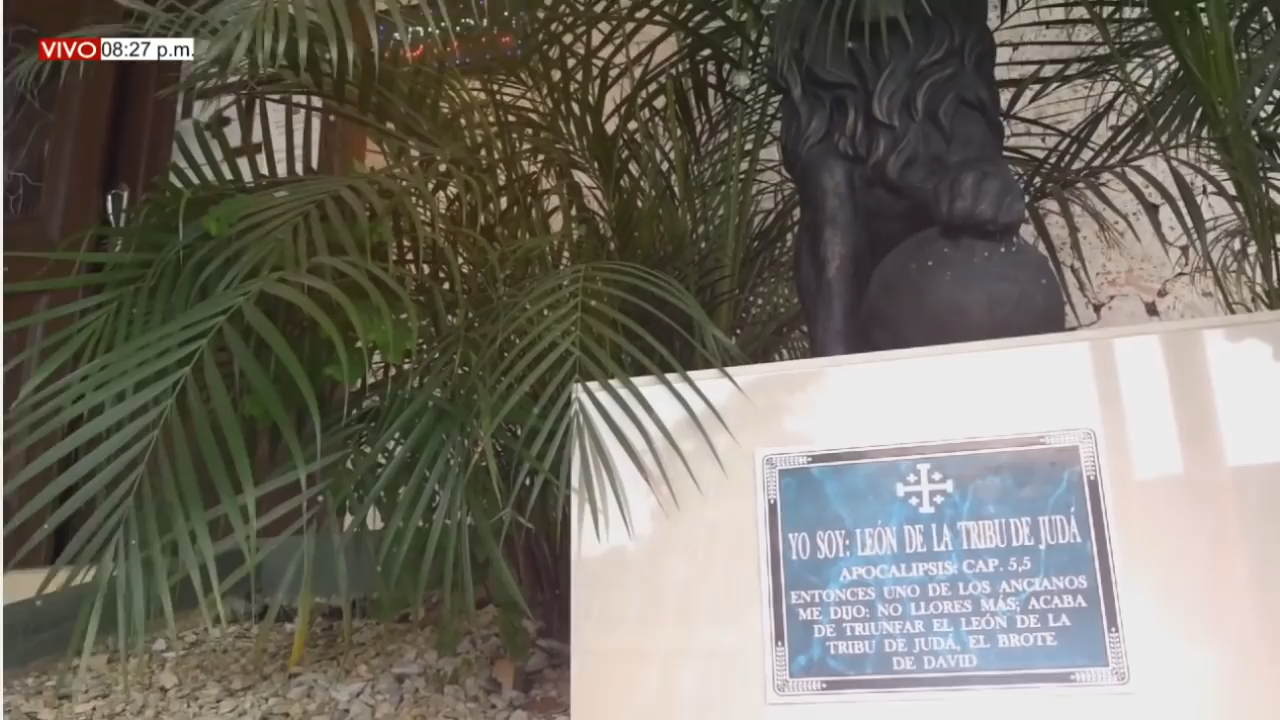 VIVO 08:27 p.m.
YO SOY: LEÓN DE LA TRIBU DE JUDÁ
APOCALIPSIS: CAP. 5,5
ENTONCES UNO DE LOS ANCIANOS
ME DIJO: NO LLORES MÁS; ACABA
DE TRIUNFAR EL LEÓN DE LA
TRIBU DE JUDÁ, EL BROTE
DE DAVID